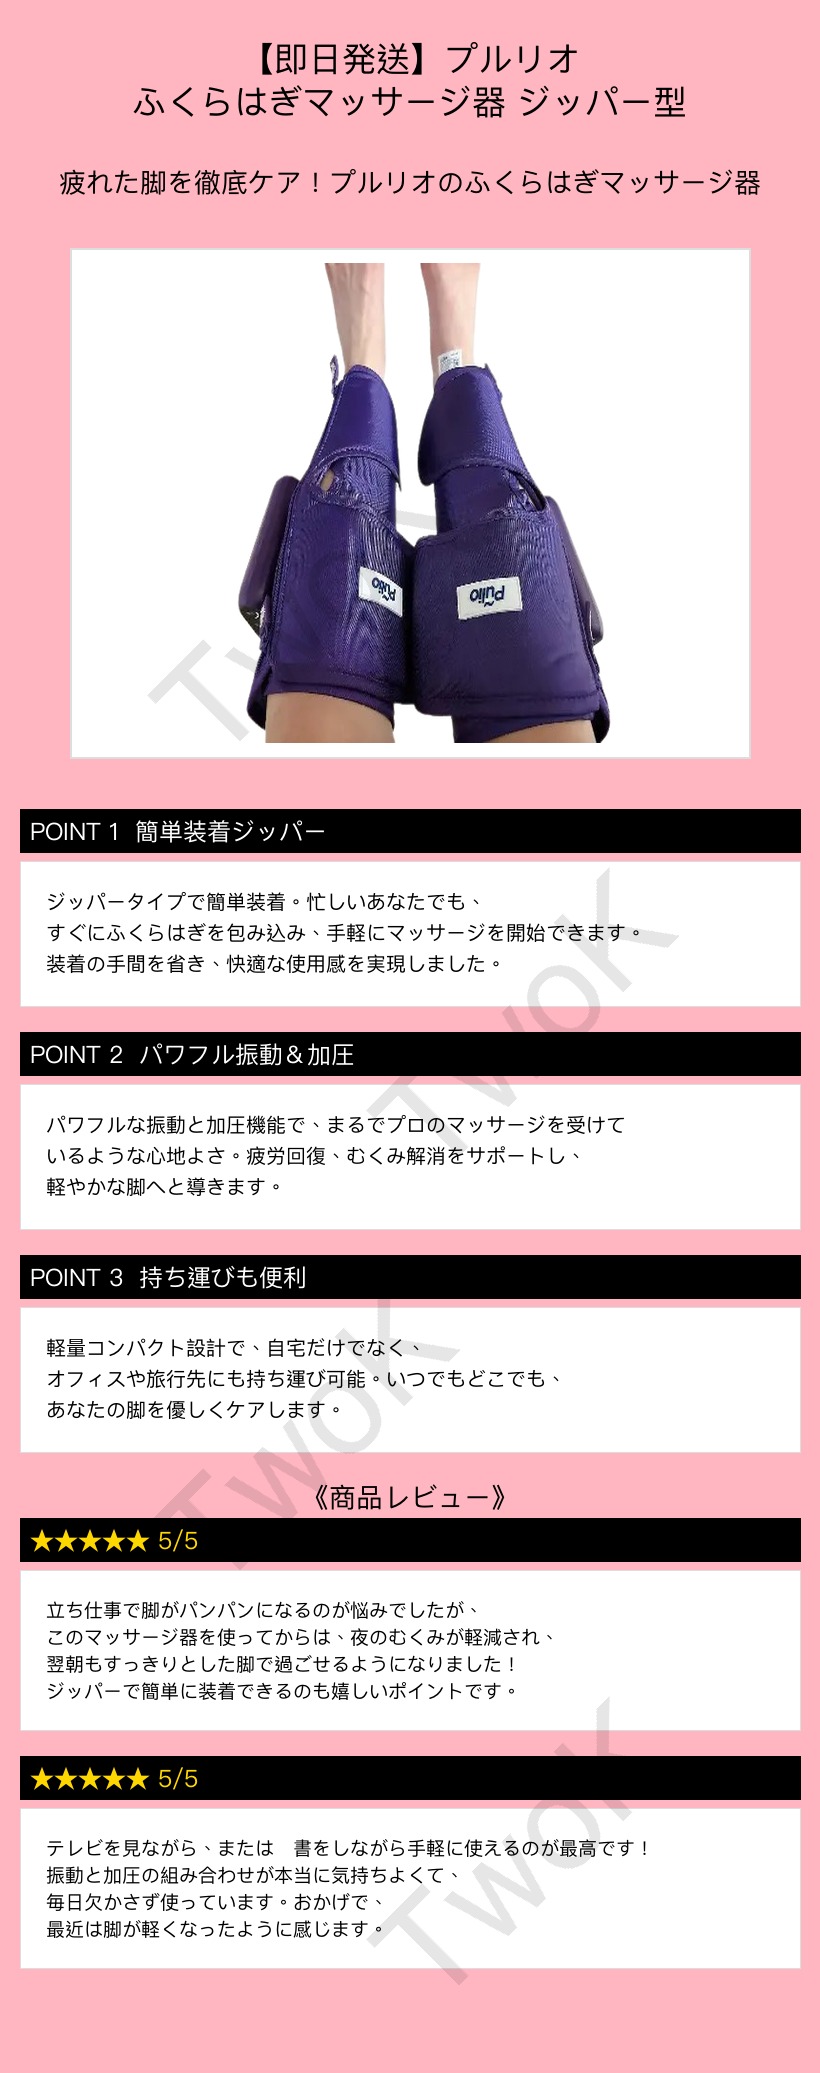 【即日発送】プルリオ
ふくらはぎマッサージ器 ジッパー型
疲れた脚を徹底ケア！プルリオのふくらはぎマッサージ器
Pulio
Pulio
TwoK
POINT 1 簡単装着ジッパー
ジッパータイプで簡単装着。忙しいあなたでも、
すぐにふくらはぎを包み込み、手軽にマッサージを開始できます。
装着の手間を省き、快適な使用感を実現しました。
TwoK
POINT 2 パワフル振動＆加圧
パワフルな振動と加圧機能で、まるでプロのマッサージを受けて
いるような心地よさ。疲労回復、むくみ解消をサポートし、
軽やかな脚へと導きます。
POINT 3 持ち運びも便利
軽量コンパクト設計で、自宅だけでなく、
オフィスや旅行先にも持ち運び可能。いつでもどこでも、
あなたの脚を優しくケアします。
TwoK
《商品レビュー》
★★★★★ 5/5
立ち仕事で脚がパンパンになるのが悩みでしたが、
このマッサージ器を使ってからは、夜のむくみが軽減され、
翌朝もすっきりとした脚で過ごせるようになりました！
ジッパーで簡単に装着できるのも嬉しいポイントです。
★★★★★ 5/5
テレビを見ながら、または　書をしながら手軽に使えるのが最高です！
振動と加圧の組み合わせが本当に気持ちよくて、
毎日欠かさず使っています。おかげで、
最近は脚が軽くなったように感じます。
TwoK